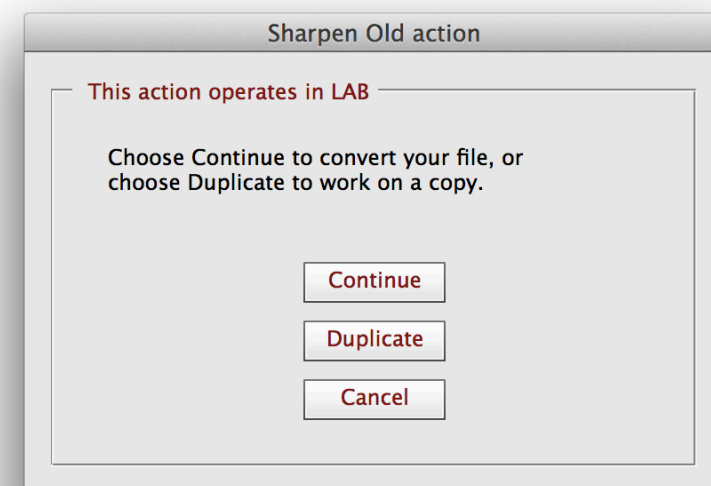 Sharpen Old action
This action operates in LAB
Choose Continue to convert your file, or
choose Duplicate to work on a copy.
Continue
Duplicate
Cancel